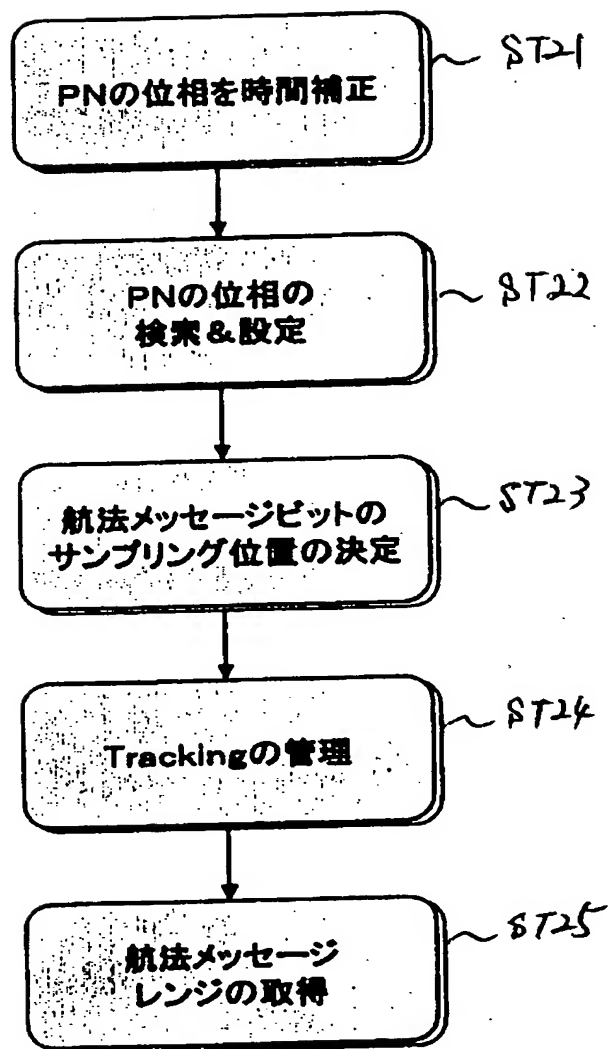 PNの位相を時間補正
ST21
PNの位相の
検索&設定
ST22
航法メッセージビットの
サンプリング位置の決定
ST23
Trackingの管理
ST24
航法メッセージ
レンジの取得
ST25